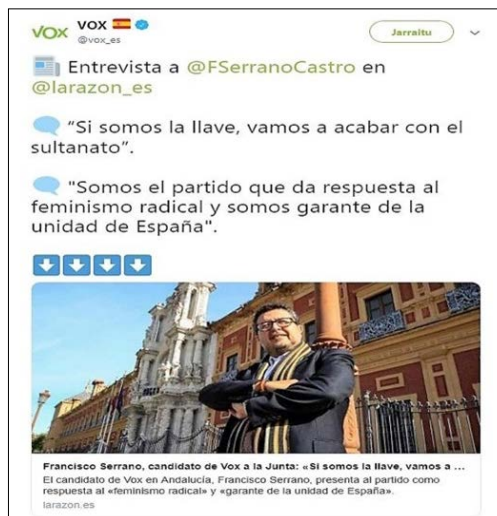 VOX
VOX
@vox_es
Jarraitu
Entrevista a @FSerranoCastro en
@larazon_es
“Si somos la llave, vamos a acabar con el
sultanato”.
"Somos el partido que da respuesta al
feminismo radical y somos garante de la
unidad de España".
Francisco Serrano, candidato de Vox a la Junta: «Si somos la llave, vamos a ...
El candidato de Vox en Andalucía, Francisco Serrano, presenta al partido como
respuesta al «feminismo radical» y «garante de la unidad de España».
larazon.es